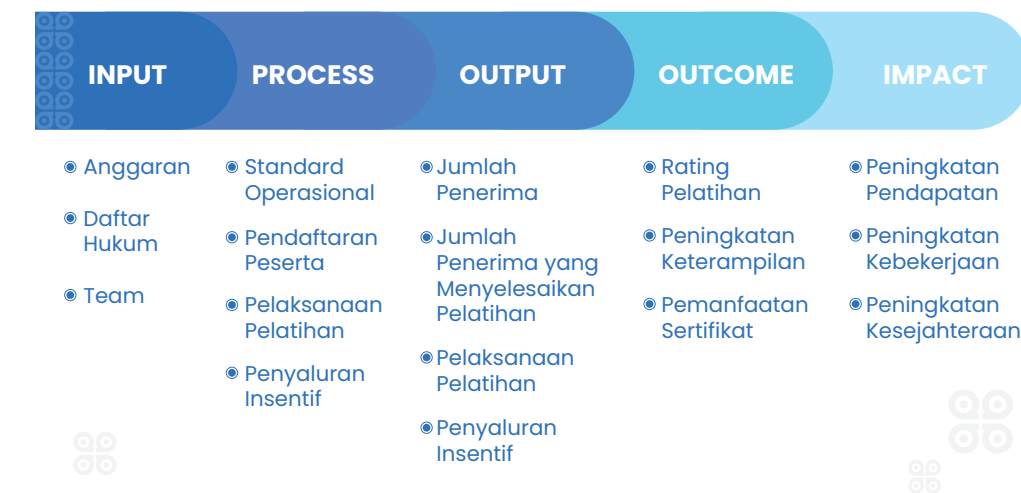 INPUT
PROCESS
OUTPUT
OUTCOME
IMPACT
Anggaran
Daftar
Hukum
Team
Standard
Operasional
Pendaftaran
Peserta
Pelaksanaan
Pelatihan
Penyaluran
Insentif
Jumlah
Penerima
Jumlah
Penerima yang
Menyelesaikan
Pelatihan
Pelaksanaan
Pelatihan
Penyaluran
Insentif
Rating
Pelatihan
Peningkatan
Keterampilan
Pemanfaatan
Sertifikat
Peningkatan
Pendapatan
Peningkatan
Kebekerjaan
Peningkatan
Kesejahteraan